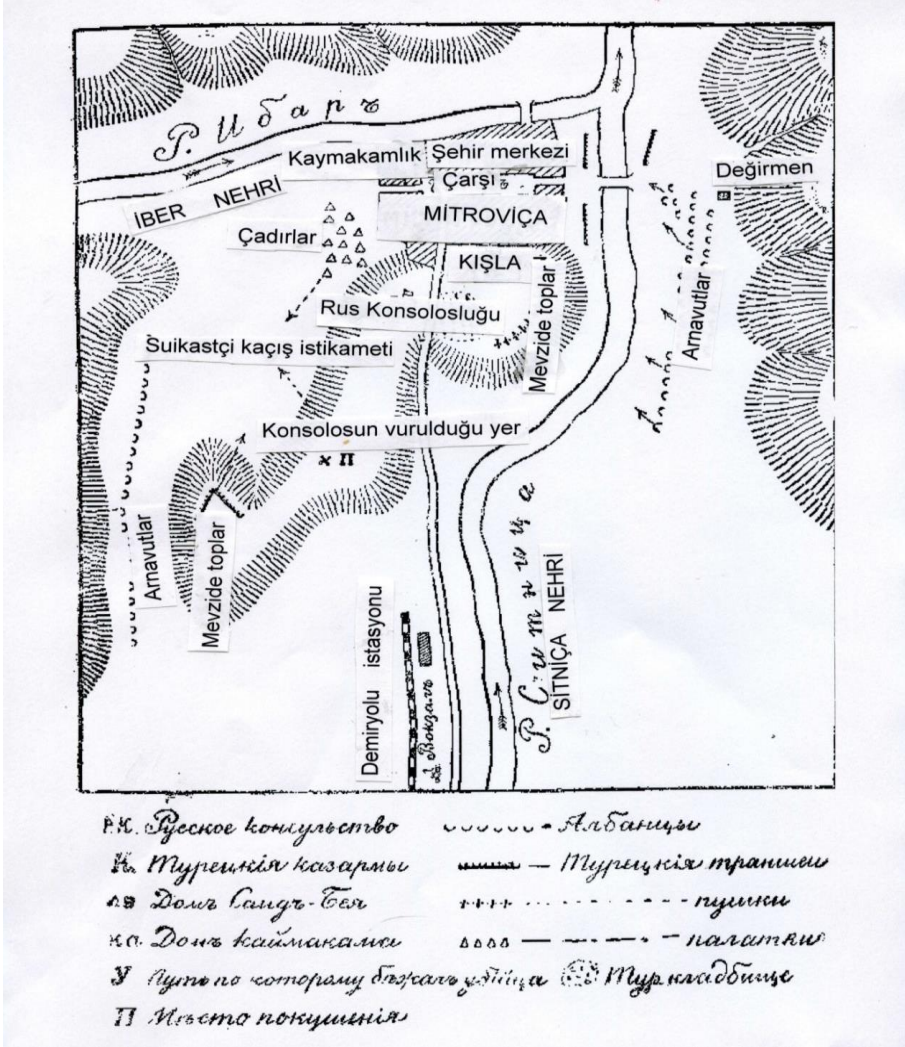 Р. Ибаръ
Kaymakamlık
Şehir merkezi
Çarşı
Değirmen
İBER NEHRİ
MİTROVİÇA
Çadırlar
KIŞLA
Rus Konsolosluğu
Mevzide toplar
Arnavutlar
Suikastçi kaçış istikameti
Konsolosun vurulduğu yer
× П
Arnavutlar
Mevzide toplar
Demiryolu istasyonu
Вокзалъ
Р. Ситница
SİTNİÇA NEHRİ
Р.К. Русское консульство
Албанцы
К. Турецкія казармы
Турецкія траншеи
Домъ Саидъ-Бея
пушки
кa. Домъ каймакама
палатки
У Путь по которому бѣжалъ убійца
Тур кладбище
П Мѣсто покушенія